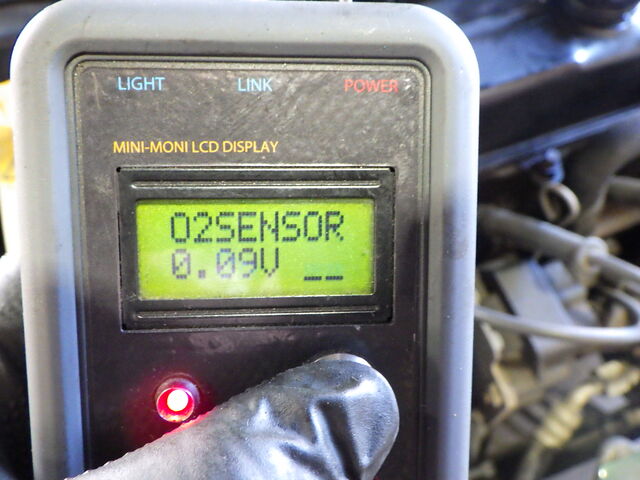 LIGHT LINK POWER
MINI-MONI LCD DISPLAY
O2SENSOR
0.09V __